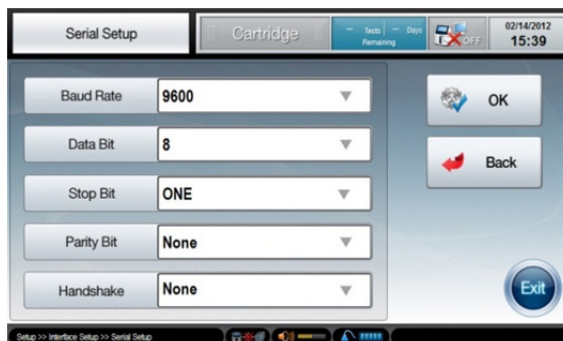 Serial Setup
Cartridge
-- Tests -- Days
Remaining
OFF
02/14/2012
15:39
Baud Rate 9600
OK
Data Bit 8
Back
Stop Bit ONE
Parity Bit None
Handshake None
Exit
Setup >> Interface Setup >> Serial Setup